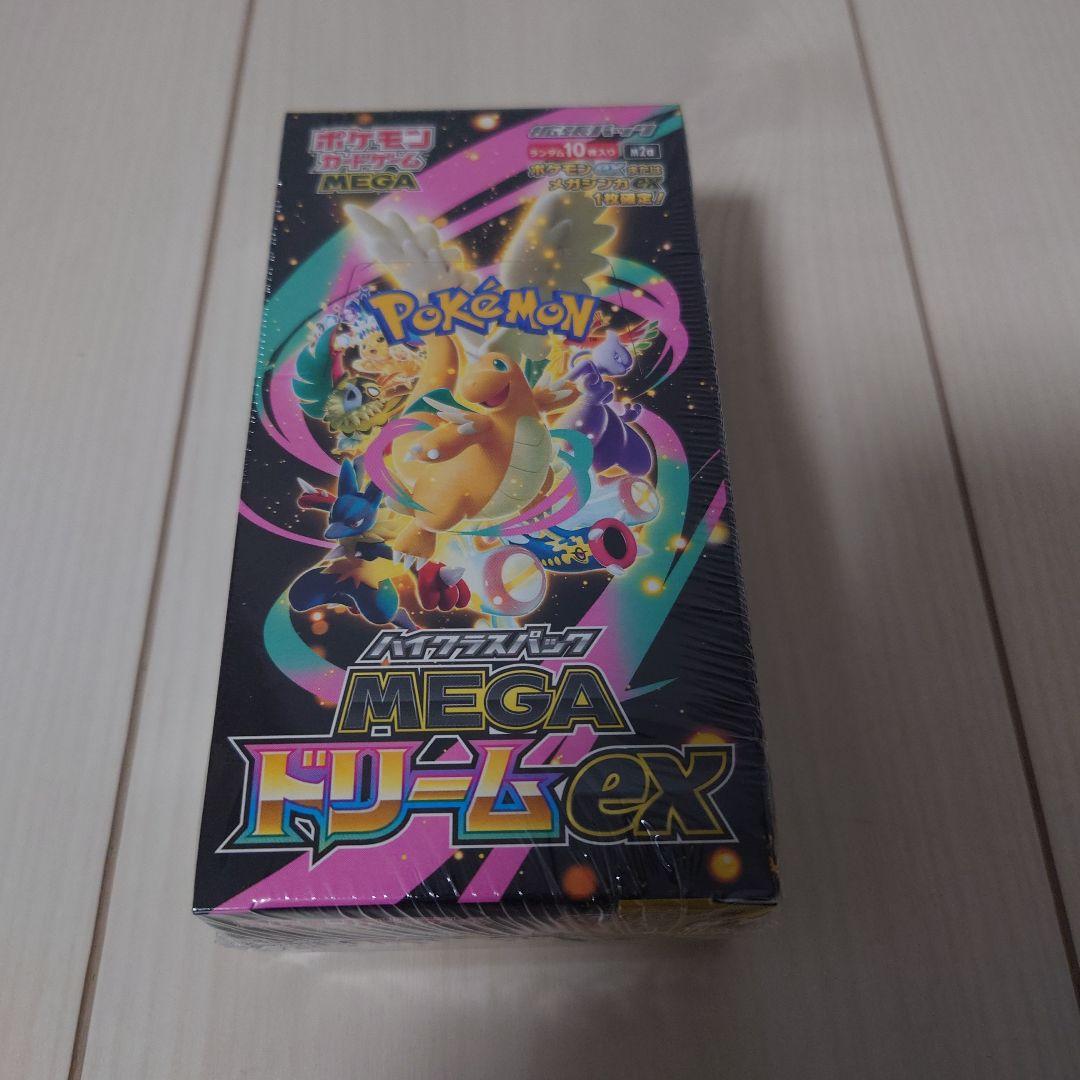 ポケモン
カードゲーム
MEGA
拡張パック
ランダム10枚入り M2a
ポケモンexまたは
メガシンカex
1枚確定!
POKéMON
ハイクラスパック
MEGA
ドリームex